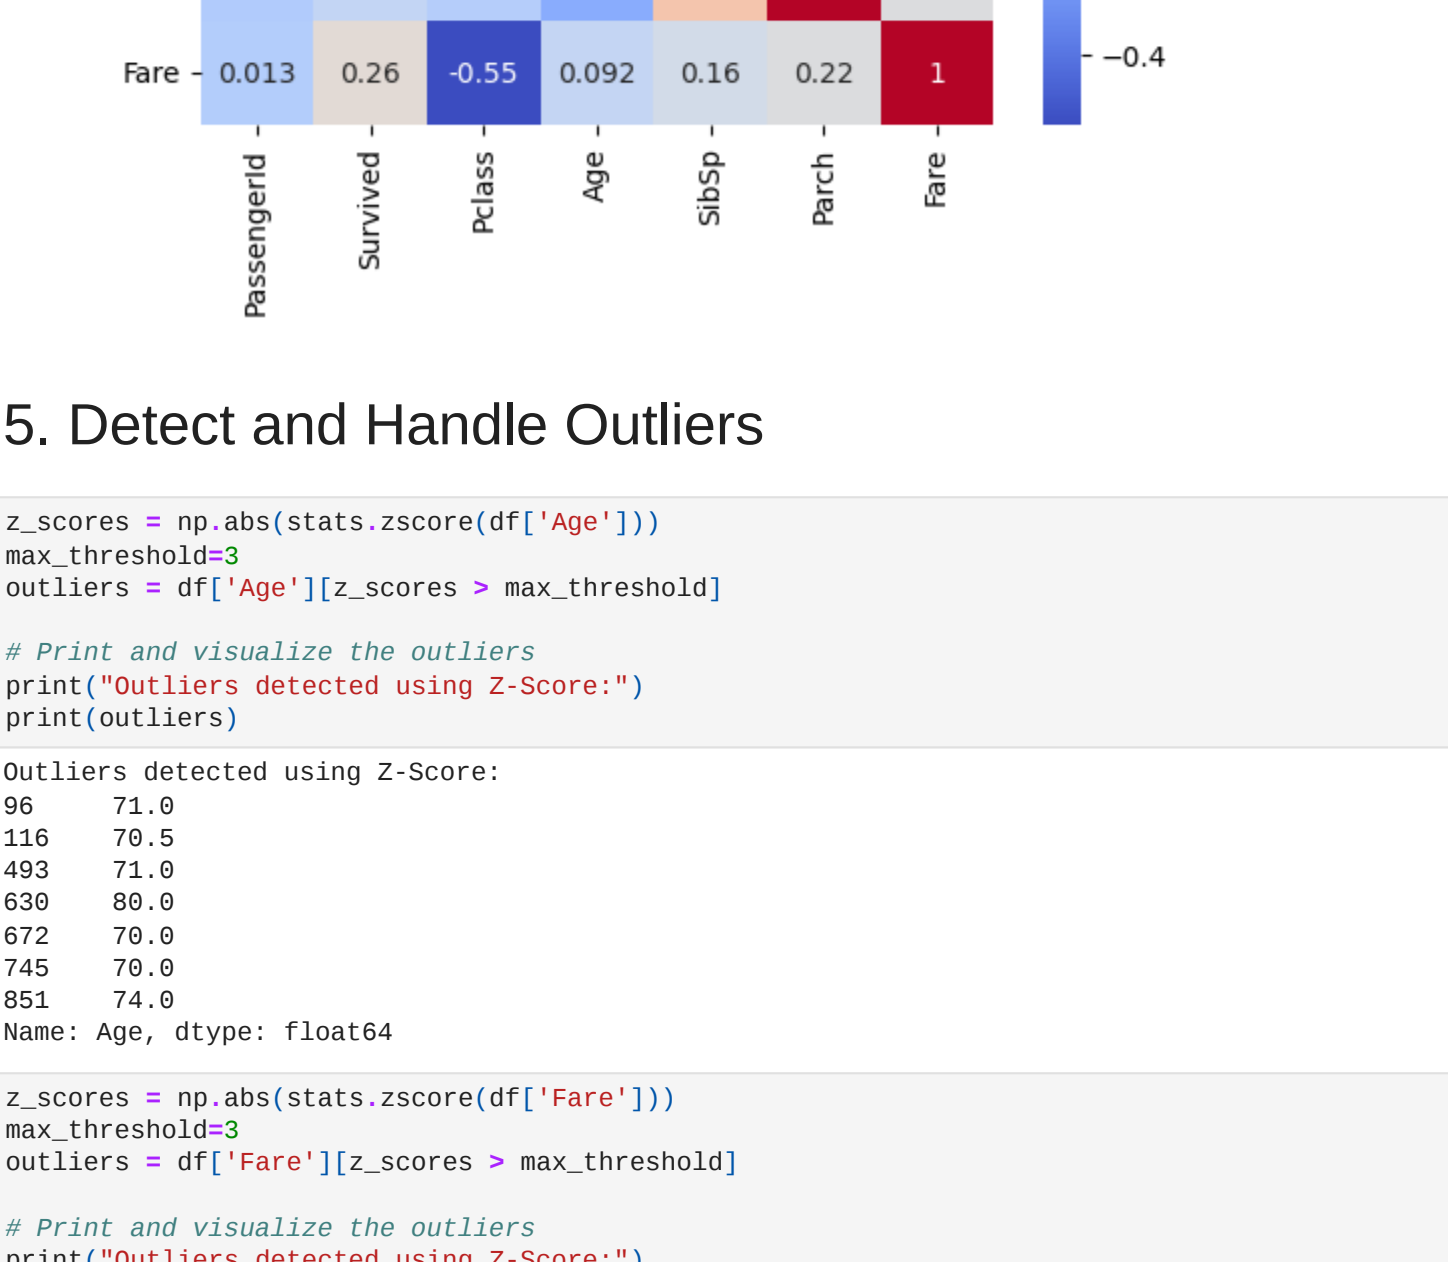 Fare 0.013 0.26 -0.55 0.092 0.16 0.22 1 −0.4
PassengerId Survived Pclass Age SibSp Parch Fare
5. Detect and Handle Outliers
z_scores = np.abs(stats.zscore(df['Age']))
max_threshold=3
outliers = df['Age'][z_scores > max_threshold]
# Print and visualize the outliers
print("Outliers detected using Z-Score:")
print(outliers)
Outliers detected using Z-Score:
96     71.0
116    70.5
493    71.0
630    80.0
672    70.0
745    70.0
851    74.0
Name: Age, dtype: float64
z_scores = np.abs(stats.zscore(df['Fare']))
max_threshold=3
outliers = df['Fare'][z_scores > max_threshold]
# Print and visualize the outliers
print("Outliers detected using Z-Score:")